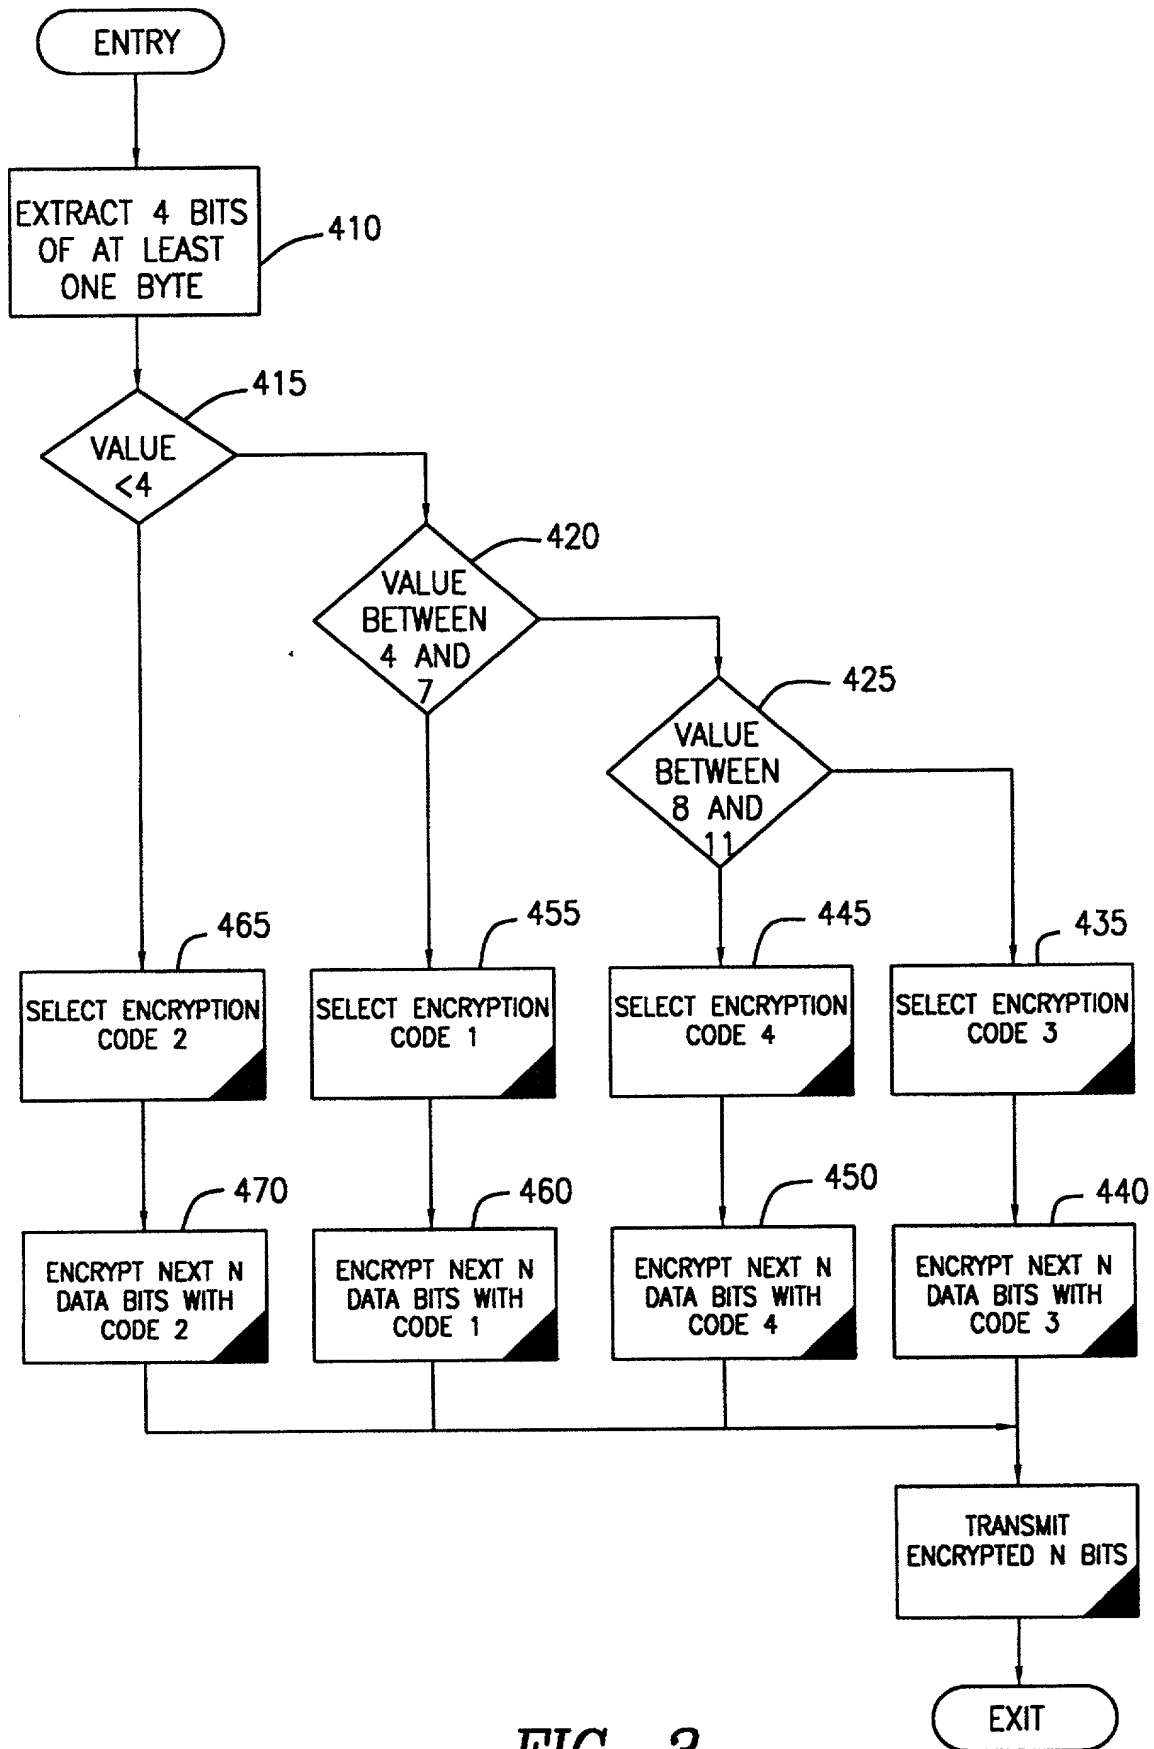 ENTRY
EXTRACT 4 BITS
OF AT LEAST
ONE BYTE
410
415
VALUE
<4
420
VALUE
BETWEEN
4 AND
7
425
VALUE
BETWEEN
8 AND
11
465
SELECT ENCRYPTION
CODE 2
455
SELECT ENCRYPTION
CODE 1
445
SELECT ENCRYPTION
CODE 4
435
SELECT ENCRYPTION
CODE 3
470
ENCRYPT NEXT N
DATA BITS WITH
CODE 2
460
ENCRYPT NEXT N
DATA BITS WITH
CODE 1
450
ENCRYPT NEXT N
DATA BITS WITH
CODE 4
440
ENCRYPT NEXT N
DATA BITS WITH
CODE 3
TRANSMIT
ENCRYPTED N BITS
EXIT
FIG.